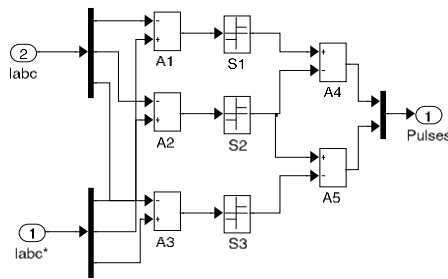 - + A1 S1
2 Iabc
- + A2 S2
+ - A4
1 Pulses
+ - A5
1 Iabc*
- + A3 S3